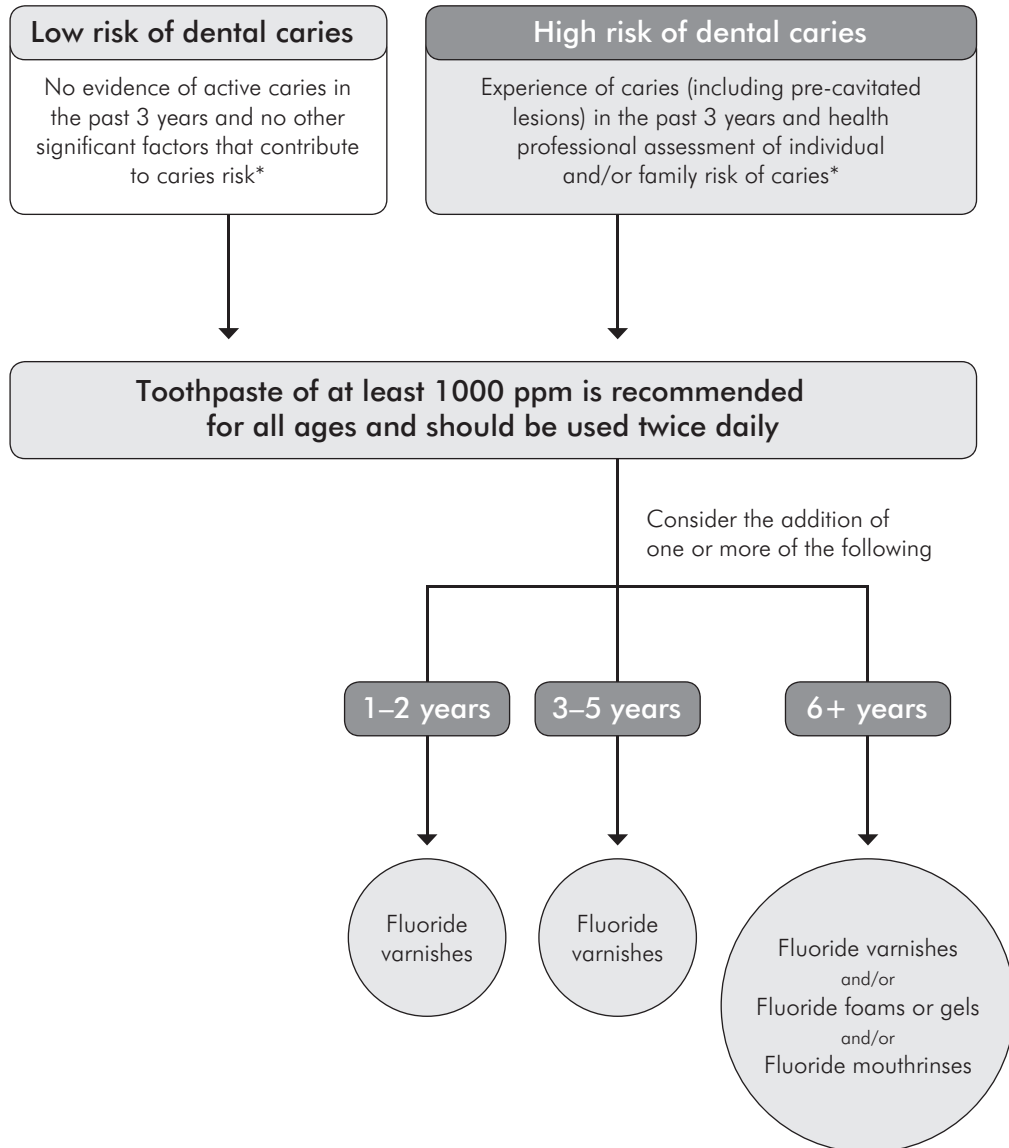 Low risk of dental caries
No evidence of active caries in
the past 3 years and no other
significant factors that contribute
to caries risk*
High risk of dental caries
Experience of caries (including pre-cavitated
lesions) in the past 3 years and health
professional assessment of individual
and/or family risk of caries*
Toothpaste of at least 1000 ppm is recommended
for all ages and should be used twice daily
Consider the addition of
one or more of the following
1–2 years
3–5 years
6+ years
Fluoride
varnishes
Fluoride
varnishes
Fluoride varnishes
and/or
Fluoride foams or gels
and/or
Fluoride mouthrinses